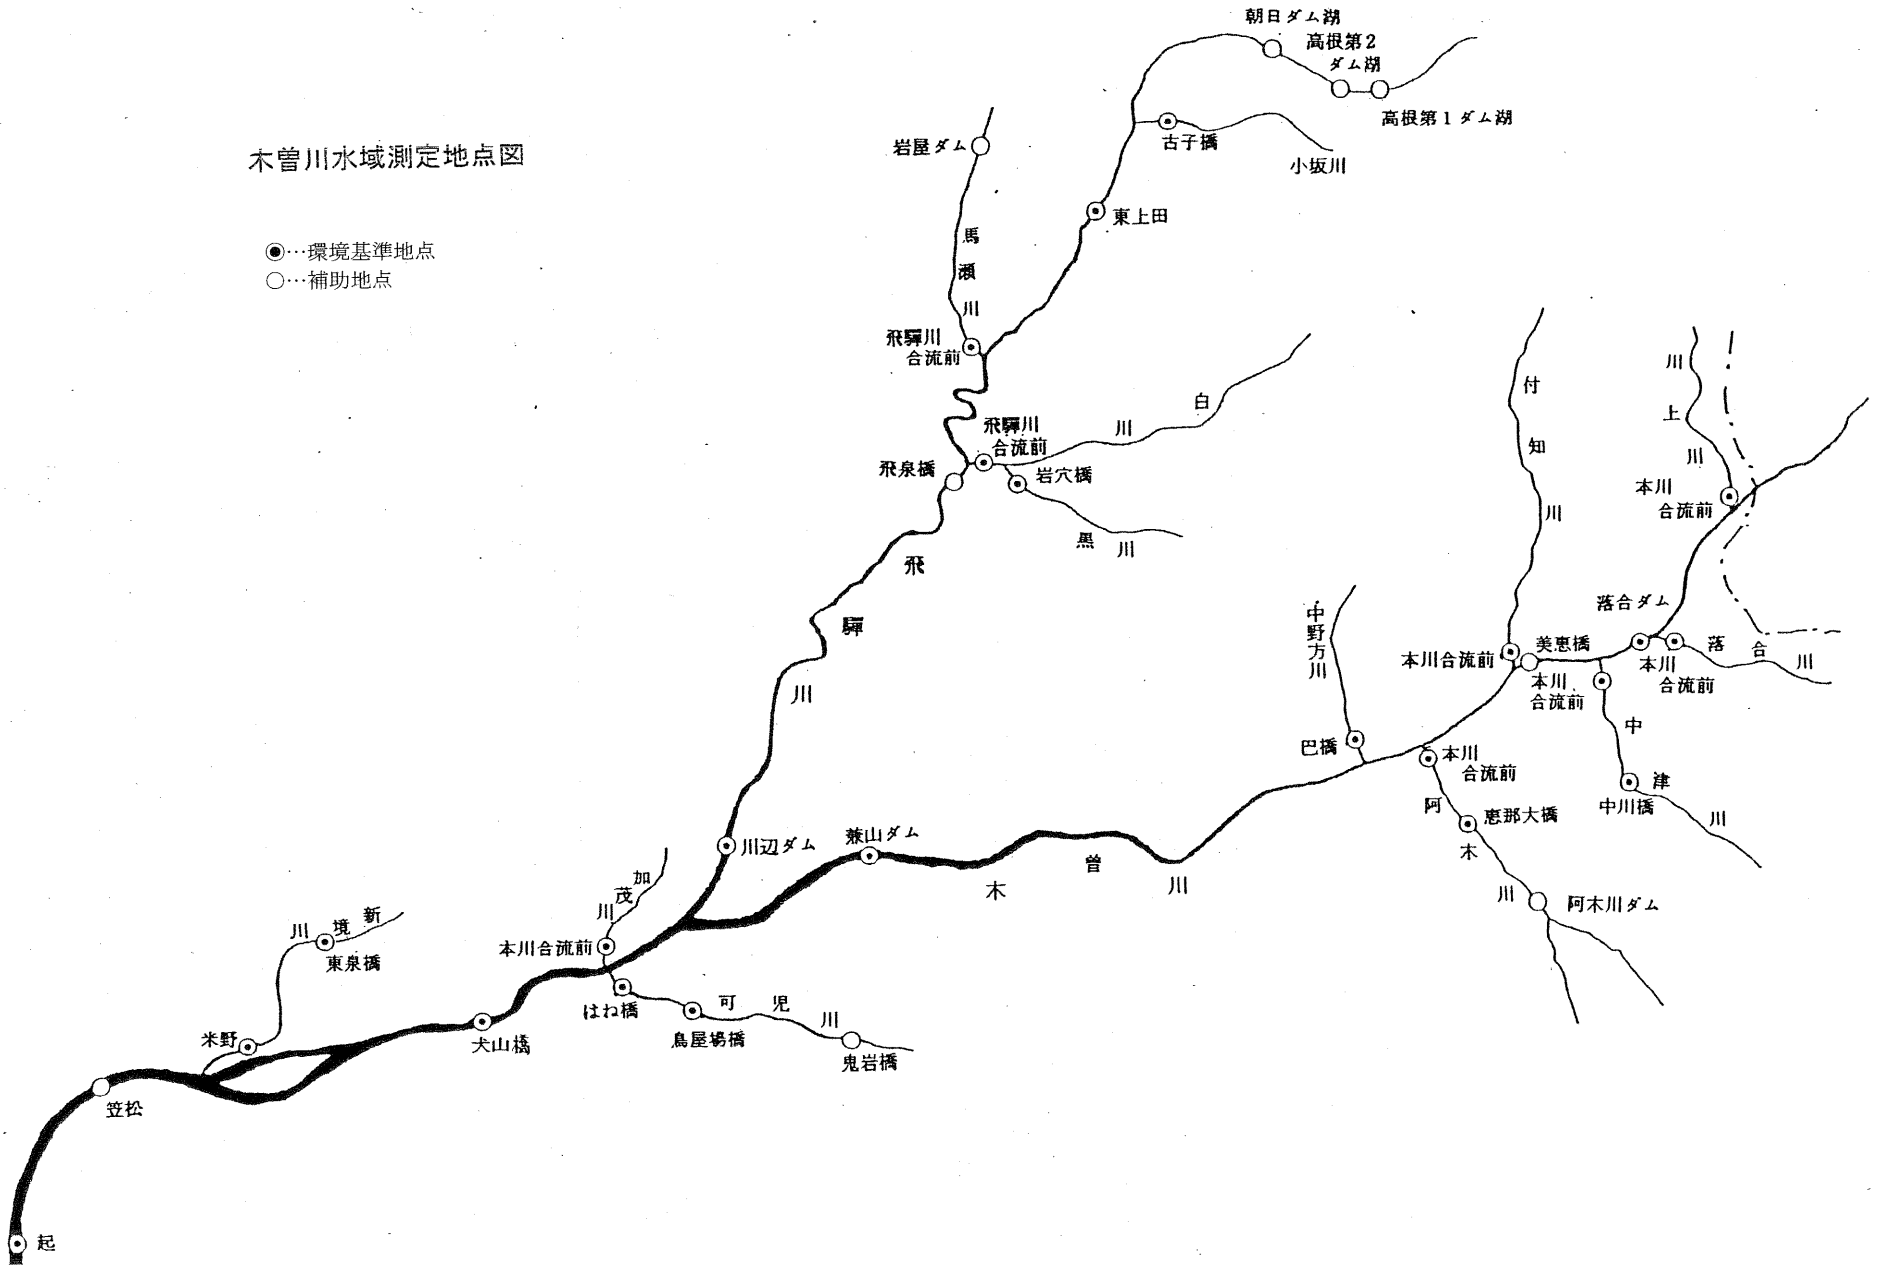 木曽川水域測定地点図
◉…環境基準地点
○…補助地点
朝日ダム湖
高根第2
ダム湖
高根第1ダム湖
古子橋
小坂川
岩屋ダム
東上田
馬瀬川
飛驒川
合流前
白川
飛驒川
合流前
飛泉橋
岩穴橋
黒川
飛驒川
付知川
川上川
本川
合流前
落合ダム
本川
合流前
落合川
美恵橋
本川合流前
本川
合流前
中津川
中川橋
中野方川
巴橋
本川
合流前
阿木川
恵那大橋
阿木川ダム
川辺ダム
兼山ダム
木曽川
加茂川
本川合流前
はね橋
可児川
鳥屋場橋
鬼岩橋
新境川
東泉橋
米野
犬山橋
笠松
起